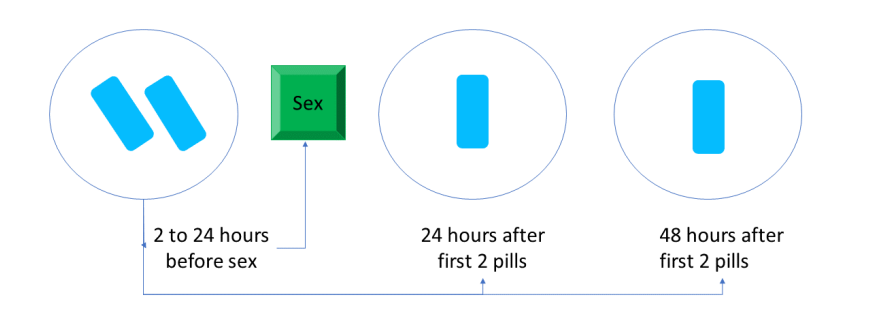 Sex
2 to 24 hours
before sex
24 hours after
first 2 pills
48 hours after
first 2 pills